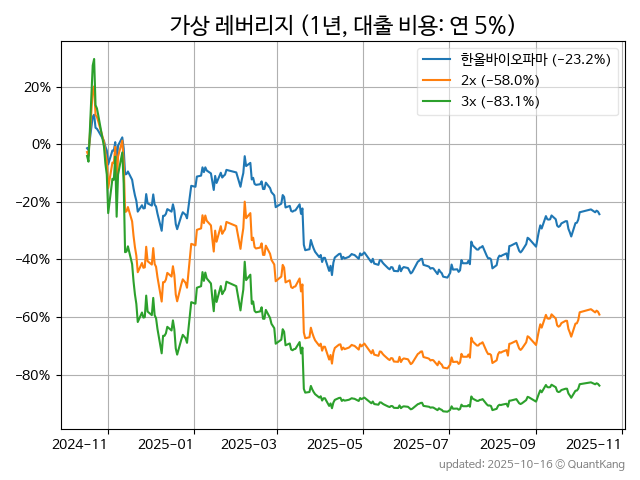 가상 레버리지 (1년, 대출 비용: 연 5%)
한올바이오파마 (−23.2%)
2x (−58.0%)
3x (−83.1%)
20%
0%
−20%
−40%
−60%
−80%
2024-11 2025-01 2025-03 2025-05 2025-07 2025-09 2025-11
updated: 2025-10-16 © QuantKang